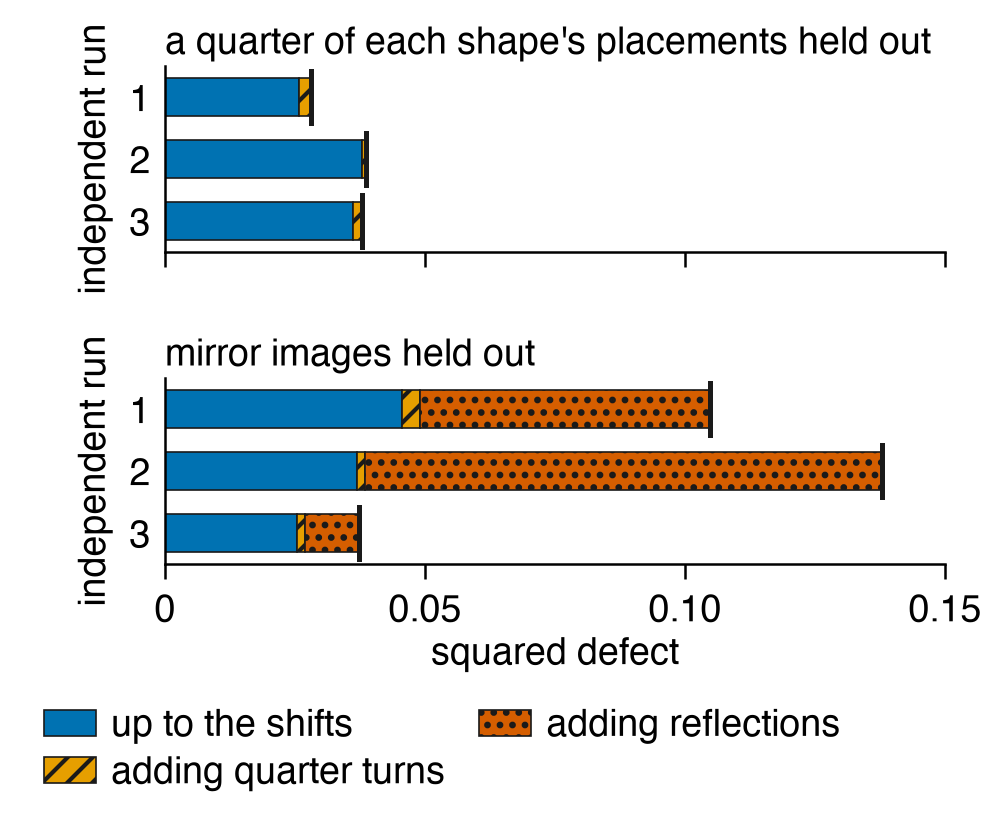 a quarter of each shape's placements held out
independent run
1
2
3
mirror images held out
independent run
1
2
3
0 0.05 0.10 0.15
squared defect
up to the shifts
adding reflections
adding quarter turns